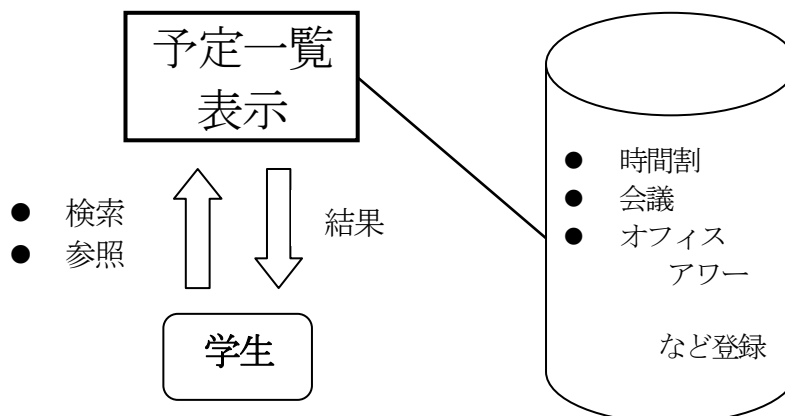 予定一覧
表示
● 検索
● 参照
結果
学生
● 時間割
● 会議
● オフィス
アワー
など登録